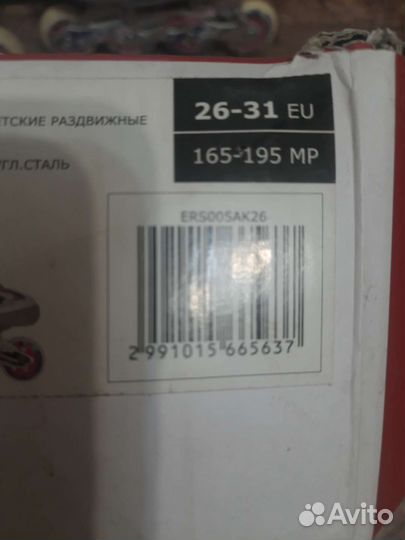 26-31 EU
ЕТСКИЕ РАЗДВИЖНЫЕ
165-195 MP
ГЛ.СТАЛЬ
ERS005AK26
2 991015 665637
Avito